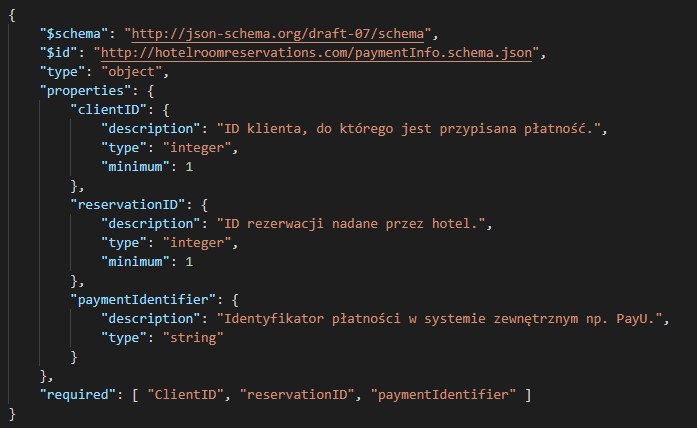 {
    "$schema": "http://json-schema.org/draft-07/schema",
    "$id": "http://hotelroomreservations.com/paymentInfo.schema.json",
    "type": "object",
    "properties": {
        "clientID": {
            "description": "ID klienta, do którego jest przypisana płatność.",
            "type": "integer",
            "minimum": 1
        },
        "reservationID": {
            "description": "ID rezerwacji nadane przez hotel.",
            "type": "integer",
            "minimum": 1
        },
        "paymentIdentifier": {
            "description": "Identyfikator płatności w systemie zewnętrznym np. PayU.",
            "type": "string"
        }
    },
    "required": [ "ClientID", "reservationID", "paymentIdentifier" ]
}